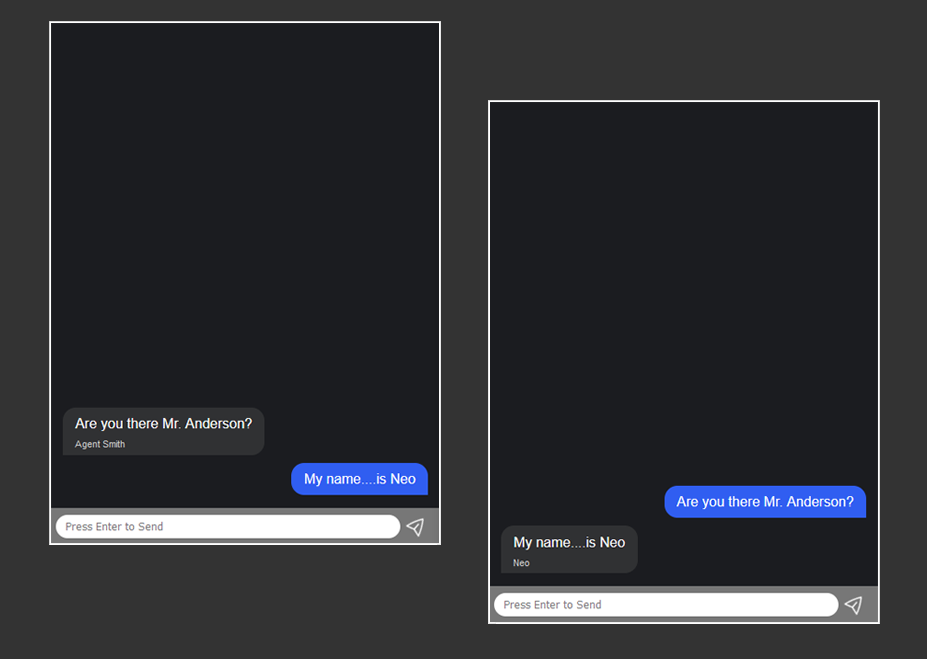 Are you there Mr. Anderson?
Agent Smith
My name....is Neo
Press Enter to Send
Are you there Mr. Anderson?
My name....is Neo
Neo
Press Enter to Send